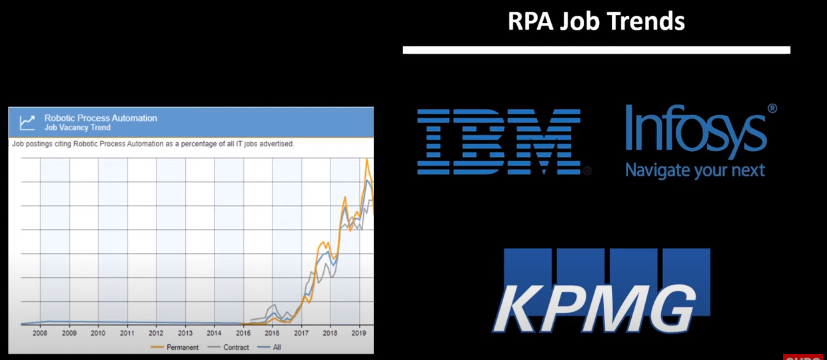 RPA Job Trends
Robotic Process Automation
Job Vacancy Trend
Job postings citing Robotic Process Automation as a percentage of all IT jobs advertised.
2008 2009 2010 2011 2012 2013 2014 2015 2016 2017 2018 2019
Permanent Contract All
IBM®
Infosys®
Navigate your next
KPMG